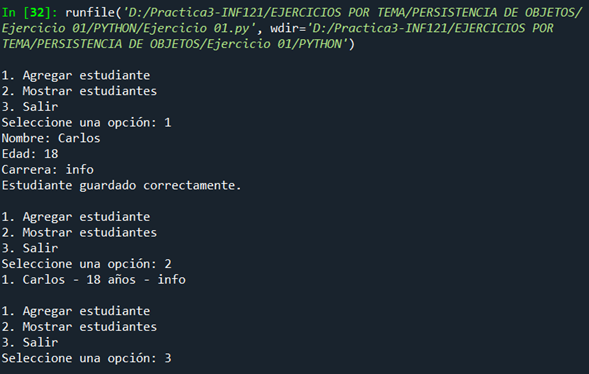 In [32]: runfile('D:/Practica3-INF121/EJERCICIOS POR TEMA/PERSISTENCIA DE OBJETOS/
Ejercicio 01/PYTHON/Ejercicio 01.py', wdir='D:/Practica3-INF121/EJERCICIOS POR
TEMA/PERSISTENCIA DE OBJETOS/Ejercicio 01/PYTHON')
1. Agregar estudiante
2. Mostrar estudiantes
3. Salir
Seleccione una opción: 1
Nombre: Carlos
Edad: 18
Carrera: info
Estudiante guardado correctamente.
1. Agregar estudiante
2. Mostrar estudiantes
3. Salir
Seleccione una opción: 2
1. Carlos - 18 años - info
1. Agregar estudiante
2. Mostrar estudiantes
3. Salir
Seleccione una opción: 3